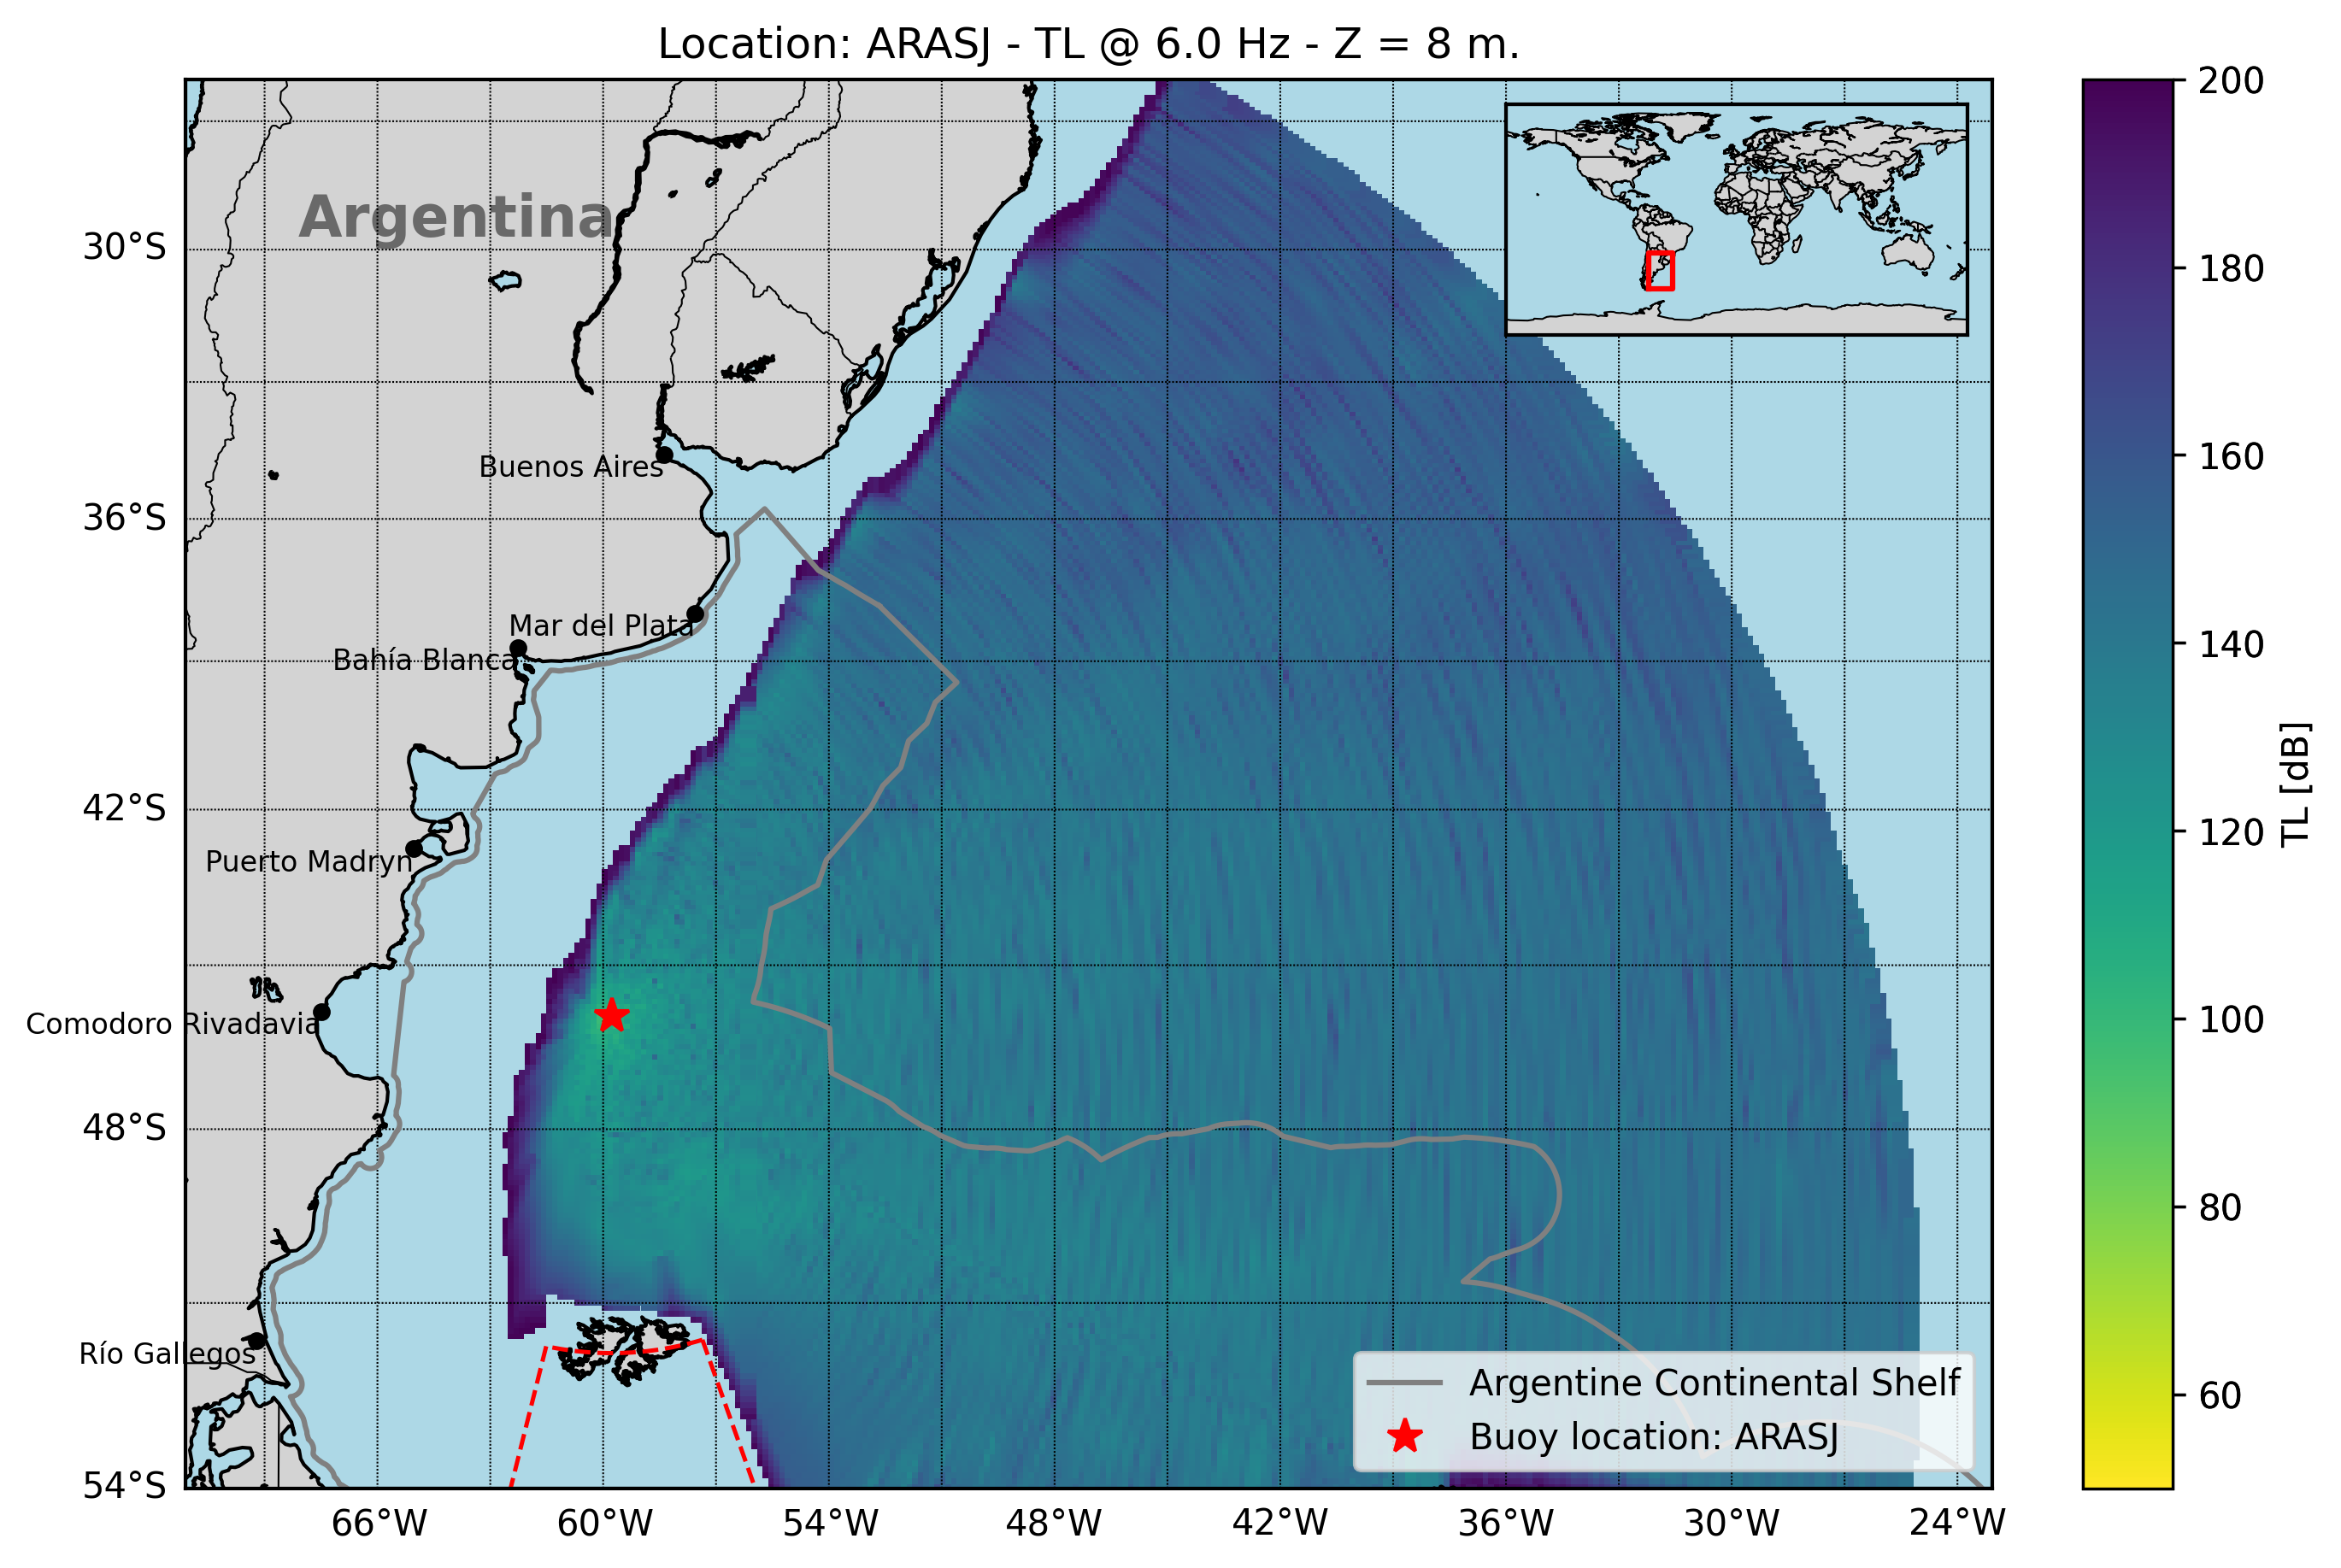 Location: ARASJ - TL @ 6.0 Hz - Z = 8 m.
Argentina
30°S
36°S
42°S
48°S
54°S
Buenos Aires
Mar del Plata
Bahía Blanca
Puerto Madryn
Comodoro Rivadavia
Río Gallegos
66°W
60°W
54°W
48°W
42°W
36°W
30°W
24°W
Argentine Continental Shelf
Buoy location: ARASJ
200
180
160
140
120
100
80
60
TL [dB]